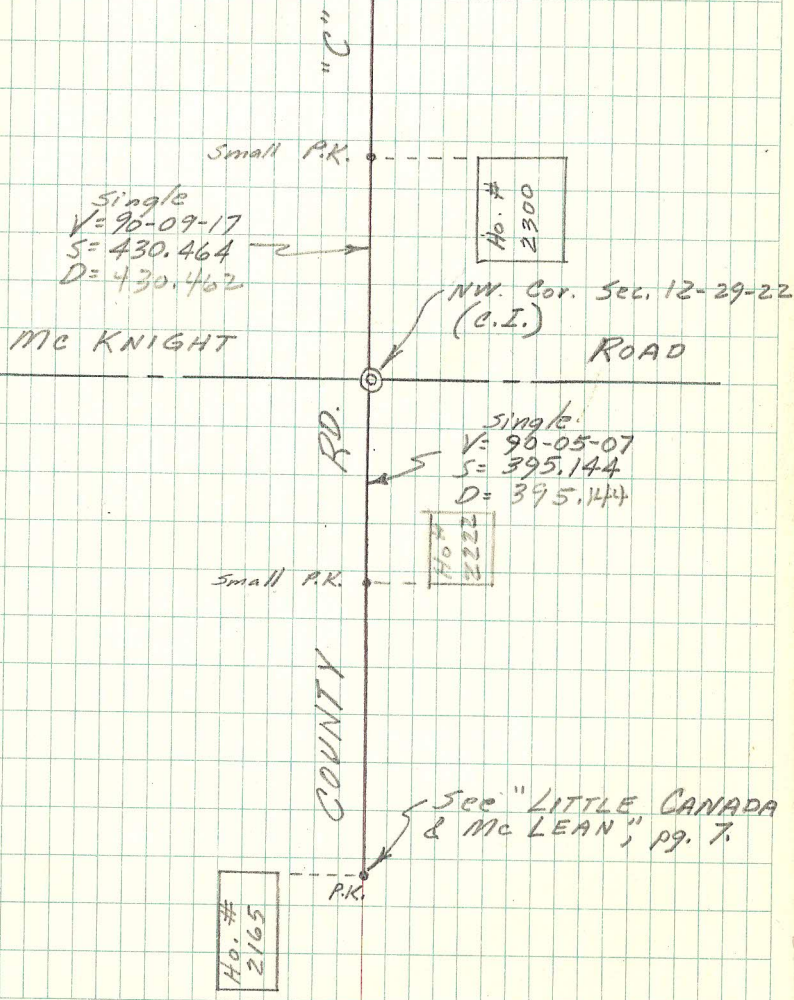 "C"
Small P.K.
Ho. #
2300
Single
V= 90-09-17
S= 430.464
D= 430.462
NW. Cor. Sec. 12-29-22
(C.I.)
Mc KNIGHT
ROAD
RD.
Single
V= 90-05-07
S= 395.144
D= 395.144
Ho #
2222
Small P.K.
COUNTY
See "LITTLE CANADA
& Mc LEAN", pg. 7.
P.K.
Ho. #
2165